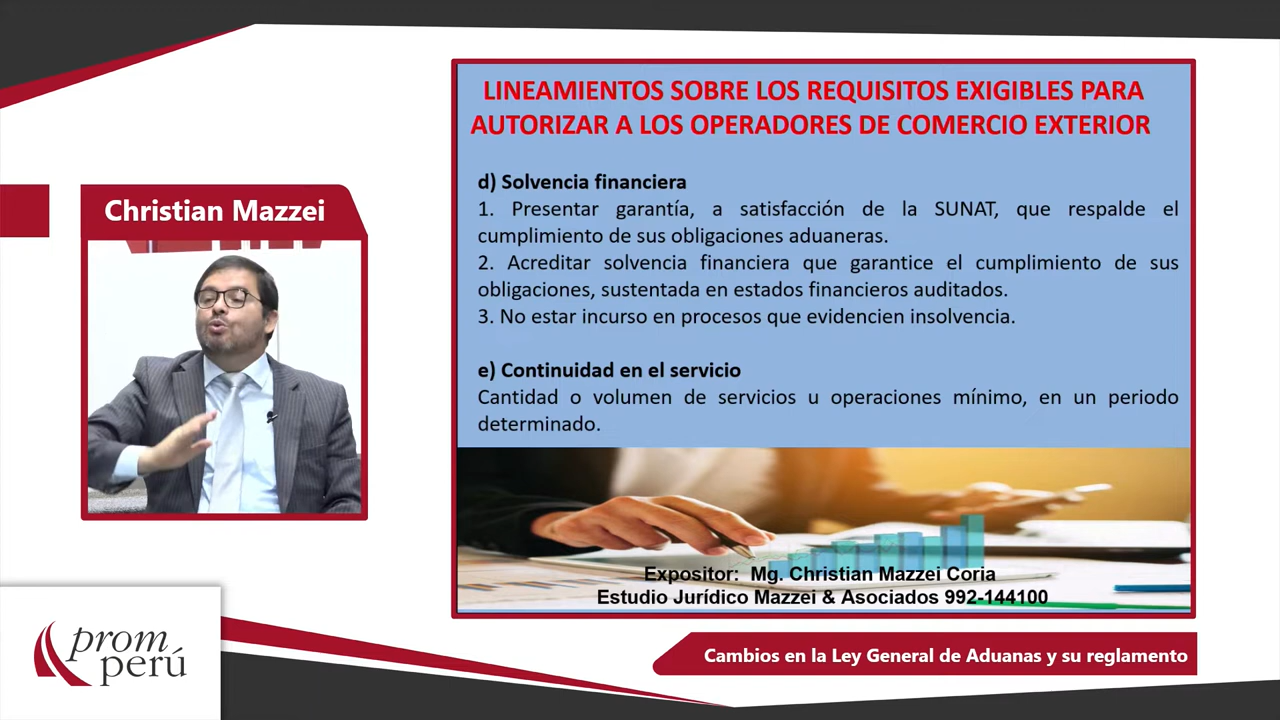 LINEAMIENTOS SOBRE LOS REQUISITOS EXIGIBLES PARA
AUTORIZAR A LOS OPERADORES DE COMERCIO EXTERIOR
d) Solvencia financiera
1. Presentar garantía, a satisfacción de la SUNAT, que respalde el
cumplimiento de sus obligaciones aduaneras.
2. Acreditar solvencia financiera que garantice el cumplimiento de sus
obligaciones, sustentada en estados financieros auditados.
3. No estar incurso en procesos que evidencien insolvencia.
e) Continuidad en el servicio
Cantidad o volumen de servicios u operaciones mínimo, en un periodo
determinado.
Expositor: Mg. Christian Mazzei Coria
Estudio Jurídico Mazzei & Asociados 992-144100
Christian Mazzei
prom
perú
Cambios en la Ley General de Aduanas y su reglamento